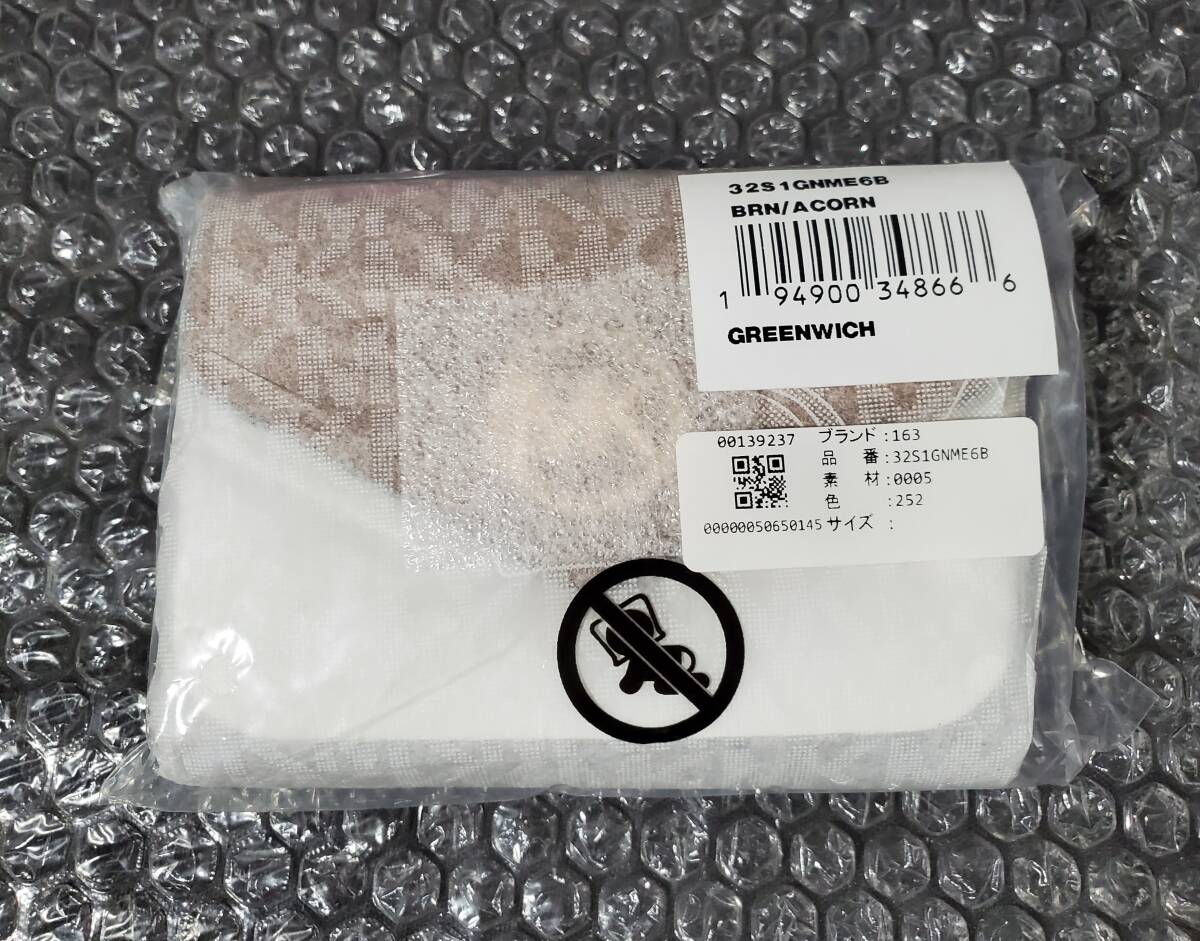 32S1GNME6B
BRN/ACORN
1 94900 34866 6
GREENWICH
00139237 ブランド:163
品 番:32S1GNME6B
素 材:0005
色 :252
00000050650145 サイズ :